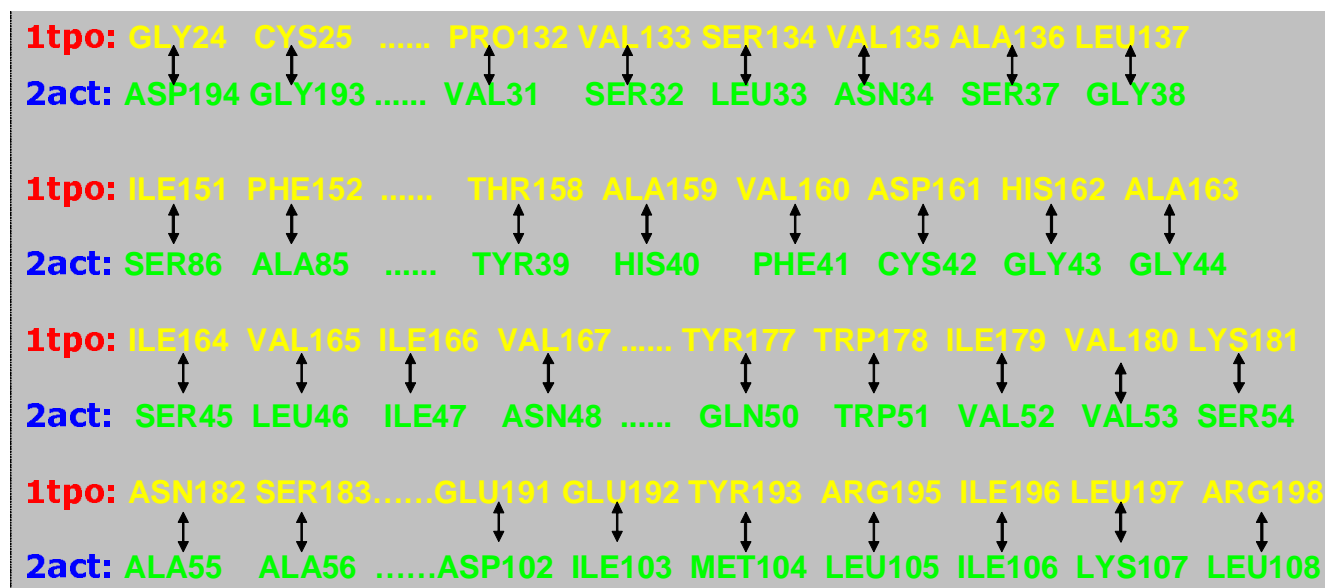 1tpo: GLY24 CYS25 ...... PRO132 VAL133 SER134 VAL135 ALA136 LEU137
2act: ASP194 GLY193 ...... VAL31 SER32 LEU33 ASN34 SER37 GLY38
1tpo: ILE151 PHE152 ...... THR158 ALA159 VAL160 ASP161 HIS162 ALA163
2act: SER86 ALA85 ...... TYR39 HIS40 PHE41 CYS42 GLY43 GLY44
1tpo: ILE164 VAL165 ILE166 VAL167 ...... TYR177 TRP178 ILE179 VAL180 LYS181
2act: SER45 LEU46 ILE47 ASN48 ...... GLN50 TRP51 VAL52 VAL53 SER54
1tpo: ASN182 SER183......GLU191 GLU192 TYR193 ARG195 ILE196 LEU197 ARG198
2act: ALA55 ALA56 ......ASP102 ILE103 MET104 LEU105 ILE106 LYS107 LEU108